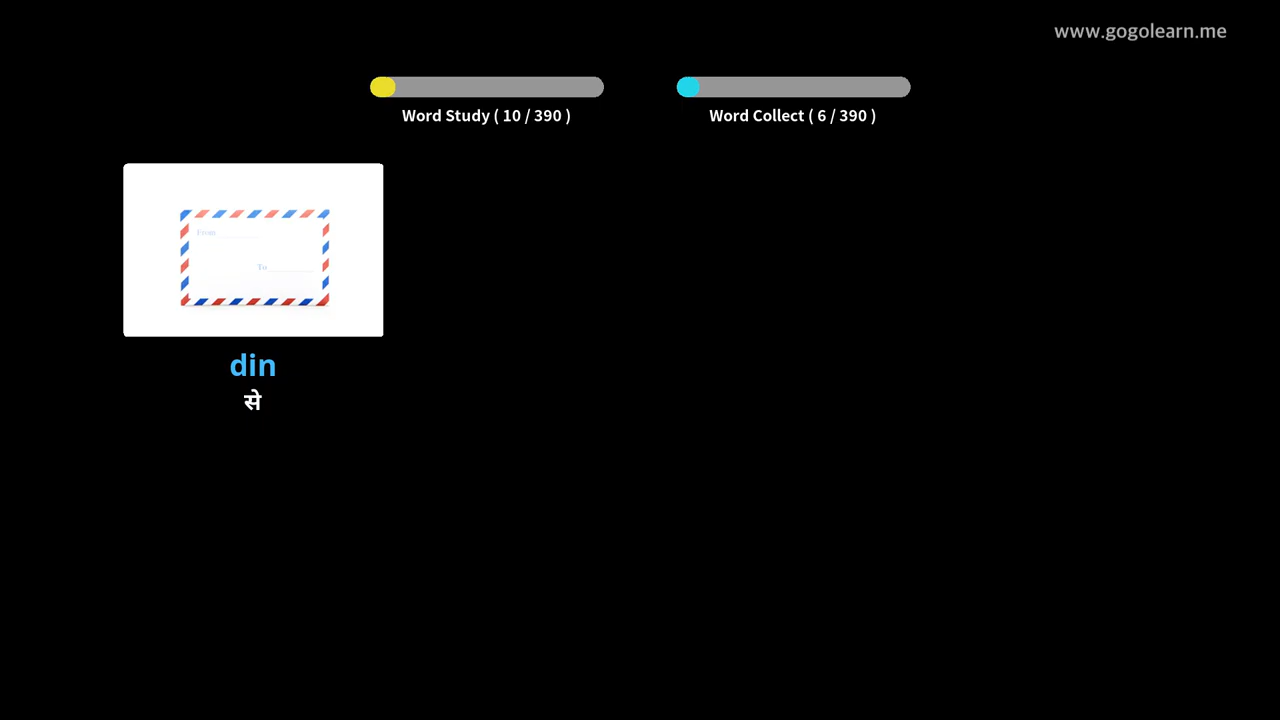 www.gogolearn.me
Word Study ( 10 / 390 )
Word Collect ( 6 / 390 )
From
To
din
से